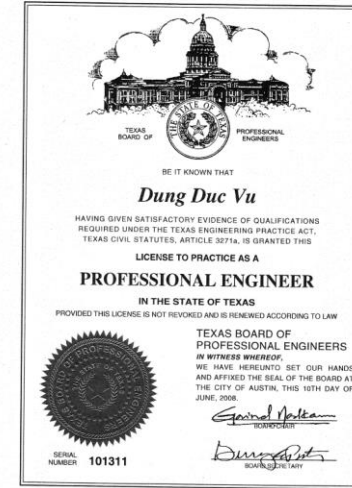 THE STATE OF TEXAS
TEXAS
BOARD OF
PROFESSIONAL
ENGINEERS
BE IT KNOWN THAT
Dung Duc Vu
HAVING GIVEN SATISFACTORY EVIDENCE OF QUALIFICATIONS
REQUIRED UNDER THE TEXAS ENGINEERING PRACTICE ACT,
TEXAS CIVIL STATUTES, ARTICLE 3271a, IS GRANTED THIS
LICENSE TO PRACTICE AS A
PROFESSIONAL ENGINEER
IN THE STATE OF TEXAS
PROVIDED THIS LICENSE IS NOT REVOKED AND IS RENEWED ACCORDING TO LAW
TEXAS BOARD OF
PROFESSIONAL ENGINEERS
IN WITNESS WHEREOF,
WE HAVE HEREUNTO SET OUR HANDS
AND AFFIXED THE SEAL OF THE BOARD AT
THE CITY OF AUSTIN, THIS 10TH DAY OF
JUNE, 2008.
BOARD CHAIR
BOARD SECRETARY
SERIAL
NUMBER 101311